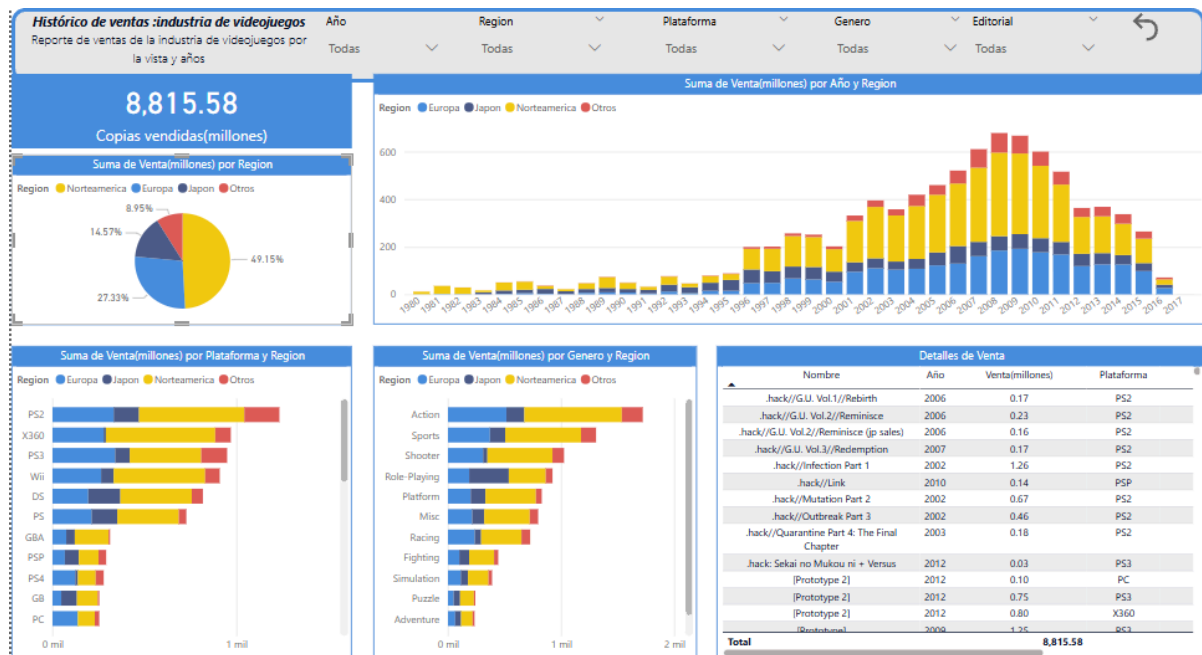 Histórico de ventas :industria de videojuegos
Reporte de ventas de la industria de videojuegos por
la vista y años
Año
Region
Plataforma
Genero
Editorial
Todas
Todas
Todas
Todas
Todas
8,815.58
Copias vendidas(millones)
Suma de Venta(millones) por Region
Region Norteamerica Europa Japon Otros
8.95%
14.57%
49.15%
27.33%
Suma de Venta(millones) por Año y Region
Region Europa Japon Norteamerica Otros
600
400
200
0
1980 1981 1982 1983 1984 1985 1986 1987 1988 1989 1990 1991 1992 1993 1994 1995 1996 1997 1998 1999 2000 2001 2002 2003 2004 2005 2006 2007 2008 2009 2010 2011 2012 2013 2014 2015 2016 2017
Suma de Venta(millones) por Plataforma y Region
Region Europa Japon Norteamerica Otros
PS2
X360
PS3
Wii
DS
PS
GBA
PSP
PS4
GB
PC
0 mil 1 mil
Suma de Venta(millones) por Genero y Region
Region Europa Japon Norteamerica Otros
Action
Sports
Shooter
Role-Playing
Platform
Misc
Racing
Fighting
Simulation
Puzzle
Adventure
0 mil 1 mil 2 mil
Detalles de Venta
Nombre Año Venta(millones) Plataforma
.hack//G.U. Vol.1//Rebirth 2006 0.17 PS2
.hack//G.U. Vol.2//Reminisce 2006 0.23 PS2
.hack//G.U. Vol.2//Reminisce (jp sales) 2006 0.16 PS2
.hack//G.U. Vol.3//Redemption 2007 0.17 PS2
.hack//Infection Part 1 2002 1.26 PS2
.hack//Link 2010 0.14 PSP
.hack//Mutation Part 2 2002 0.67 PS2
.hack//Outbreak Part 3 2002 0.46 PS2
.hack//Quarantine Part 4: The Final 2003 0.18 PS2
Chapter
.hack: Sekai no Mukou ni + Versus 2012 0.03 PS3
[Prototype 2] 2012 0.10 PC
[Prototype 2] 2012 0.75 PS3
[Prototype 2] 2012 0.80 X360
[Prototype] 2009 1.25 PS3
Total 8,815.58